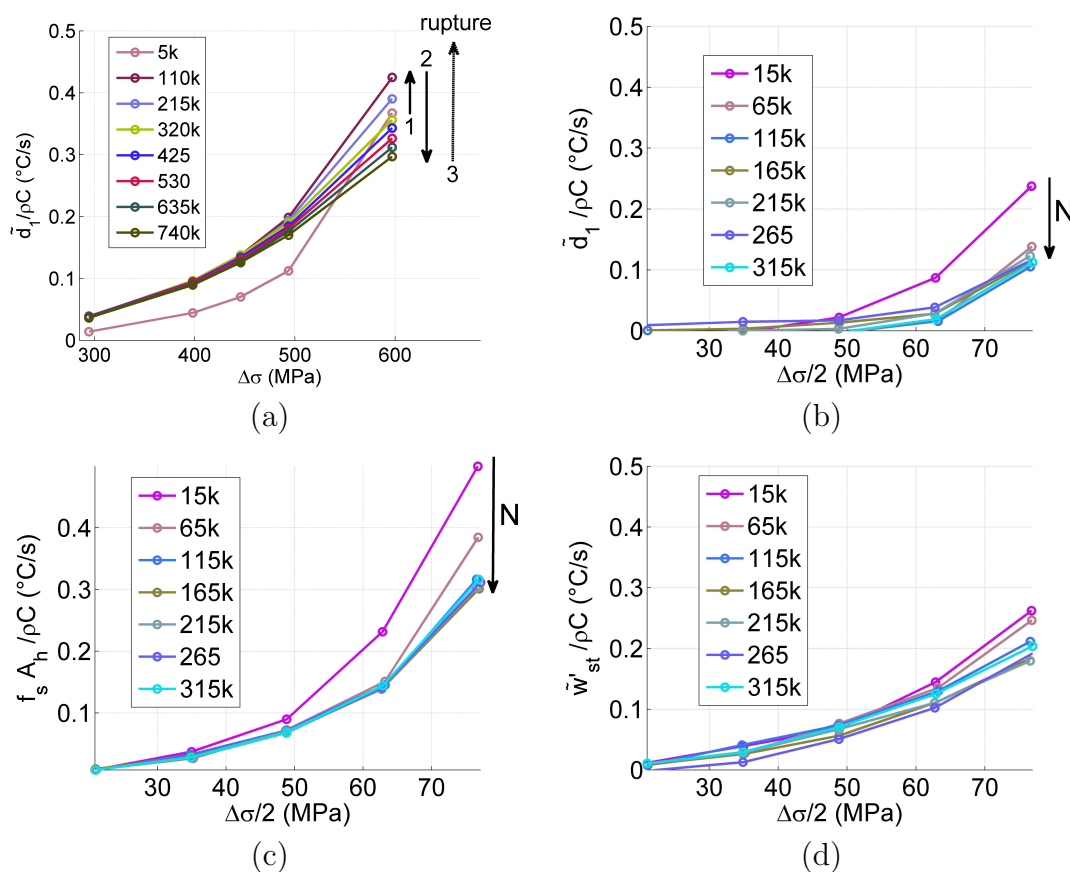 rupture
0.5
0.4
0.3
0.2
0.1
0
5k
110k
215k
320k
425
530
635k
740k
1
2
3
300
400
500
600
d̃₁/ρC (°C/s)
Δσ (MPa)
(a)
0.5
0.4
0.3
0.2
0.1
0
15k
65k
115k
165k
215k
265
315k
N
30
40
50
60
70
d̃₁/ρC (°C/s)
Δσ/2 (MPa)
(b)
0.4
0.3
0.2
0.1
15k
65k
115k
165k
215k
265
315k
N
30
40
50
60
70
fₛ Aₕ/ρC (°C/s)
Δσ/2 (MPa)
(c)
0.5
0.4
0.3
0.2
0.1
0
15k
65k
115k
165k
215k
265
315k
30
40
50
60
70
w̃'ₛₜ/ρC (°C/s)
Δσ/2 (MPa)
(d)